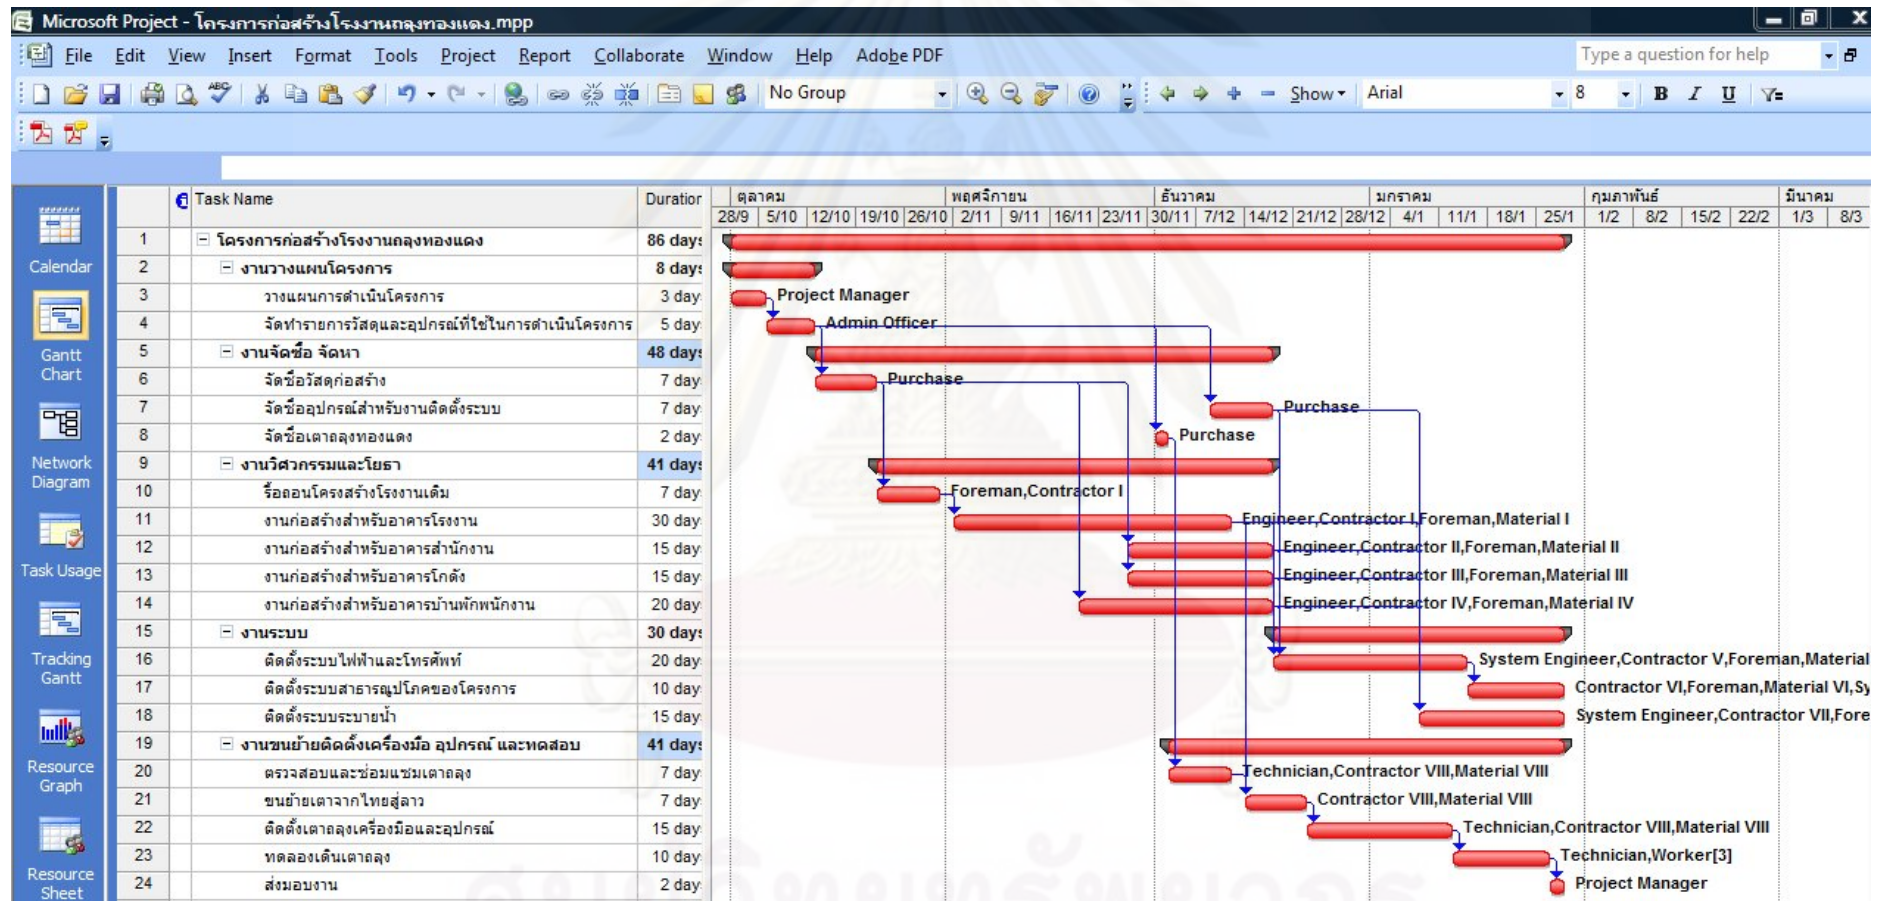 Microsoft Project - โครงการก่อสร้างโรงงานถลุงทองแดง.mpp
File Edit View Insert Format Tools Project Report Collaborate Window Help Adobe PDF Type a question for help
No Group Show Arial 8 B I U
Task Name Duration ตุลาคม พฤศจิกายน ธันวาคม มกราคม กุมภาพันธ์ มีนาคม
28/9 5/10 12/10 19/10 26/10 2/11 9/11 16/11 23/11 30/11 7/12 14/12 21/12 28/12 4/1 11/1 18/1 25/1 1/2 8/2 15/2 22/2 1/3 8/3
Calendar
Gantt Chart
Network Diagram
Task Usage
Tracking Gantt
Resource Graph
Resource Sheet
1 โครงการก่อสร้างโรงงานถลุงทองแดง 86 days
2 งานวางแผนโครงการ 8 days
3 วางแผนการดำเนินโครงการ 3 day Project Manager
4 จัดทำรายการวัสดุและอุปกรณ์ที่ใช้ในการดำเนินโครงการ 5 day Admin Officer
5 งานจัดซื้อ จัดหา 48 days
6 จัดซื้อวัสดุก่อสร้าง 7 day Purchase
7 จัดซื้ออุปกรณ์สำหรับงานติดตั้งระบบ 7 day Purchase
8 จัดซื้อเตาถลุงทองแดง 2 day Purchase
9 งานวิศวกรรมและโยธา 41 days
10 รื้อถอนโครงสร้างโรงงานเดิม 7 day Foreman,Contractor I
11 งานก่อสร้างสำหรับอาคารโรงงาน 30 day Engineer,Contractor I,Foreman,Material I
12 งานก่อสร้างสำหรับอาคารสำนักงาน 15 day Engineer,Contractor II,Foreman,Material II
13 งานก่อสร้างสำหรับอาคารโกดัง 15 day Engineer,Contractor III,Foreman,Material III
14 งานก่อสร้างสำหรับอาคารบ้านพักพนักงาน 20 day Engineer,Contractor IV,Foreman,Material IV
15 งานระบบ 30 days
16 ติดตั้งระบบไฟฟ้าและโทรศัพท์ 20 day System Engineer,Contractor V,Foreman,Material
17 ติดตั้งระบบสาธารณูปโภคของโครงการ 10 day Contractor VI,Foreman,Material VI,Sy
18 ติดตั้งระบบระบายน้ำ 15 day System Engineer,Contractor VII,Fore
19 งานขนย้ายติดตั้งเครื่องมือ อุปกรณ์ และทดสอบ 41 days
20 ตรวจสอบและซ่อมแซมเตาถลุง 7 day Technician,Contractor VIII,Material VIII
21 ขนย้ายเตาจากไทยสู่ลาว 7 day Contractor VIII,Material VIII
22 ติดตั้งเตาถลุงเครื่องมือและอุปกรณ์ 15 day Technician,Contractor VIII,Material VIII
23 ทดลองเดินเตาถลุง 10 day Technician,Worker[3]
24 ส่งมอบงาน 2 day Project Manager